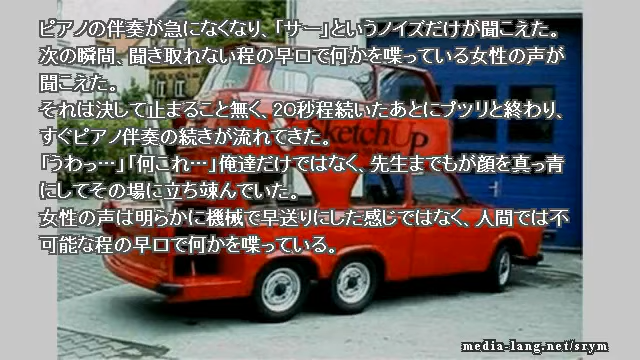 ピアノの伴奏が急になくなり、「サー」というノイズだけが聞こえた。
次の瞬間、聞き取れない程の早口で何かを喋っている女性の声が
聞こえた。
それは決して止まること無く、20秒程続いたあとにプツリと終わり、
すぐピアノ伴奏の続きが流れてきた。
「うわっ…」「何これ…」俺達だけではなく、先生までもが顔を真っ青
にしてその場に立ち竦んでいた。
女性の声は明らかに機械で早送りにした感じではなく、人間では不
可能な程の早口で何かを喋っている。
SketchUp
media-lang.net/srym